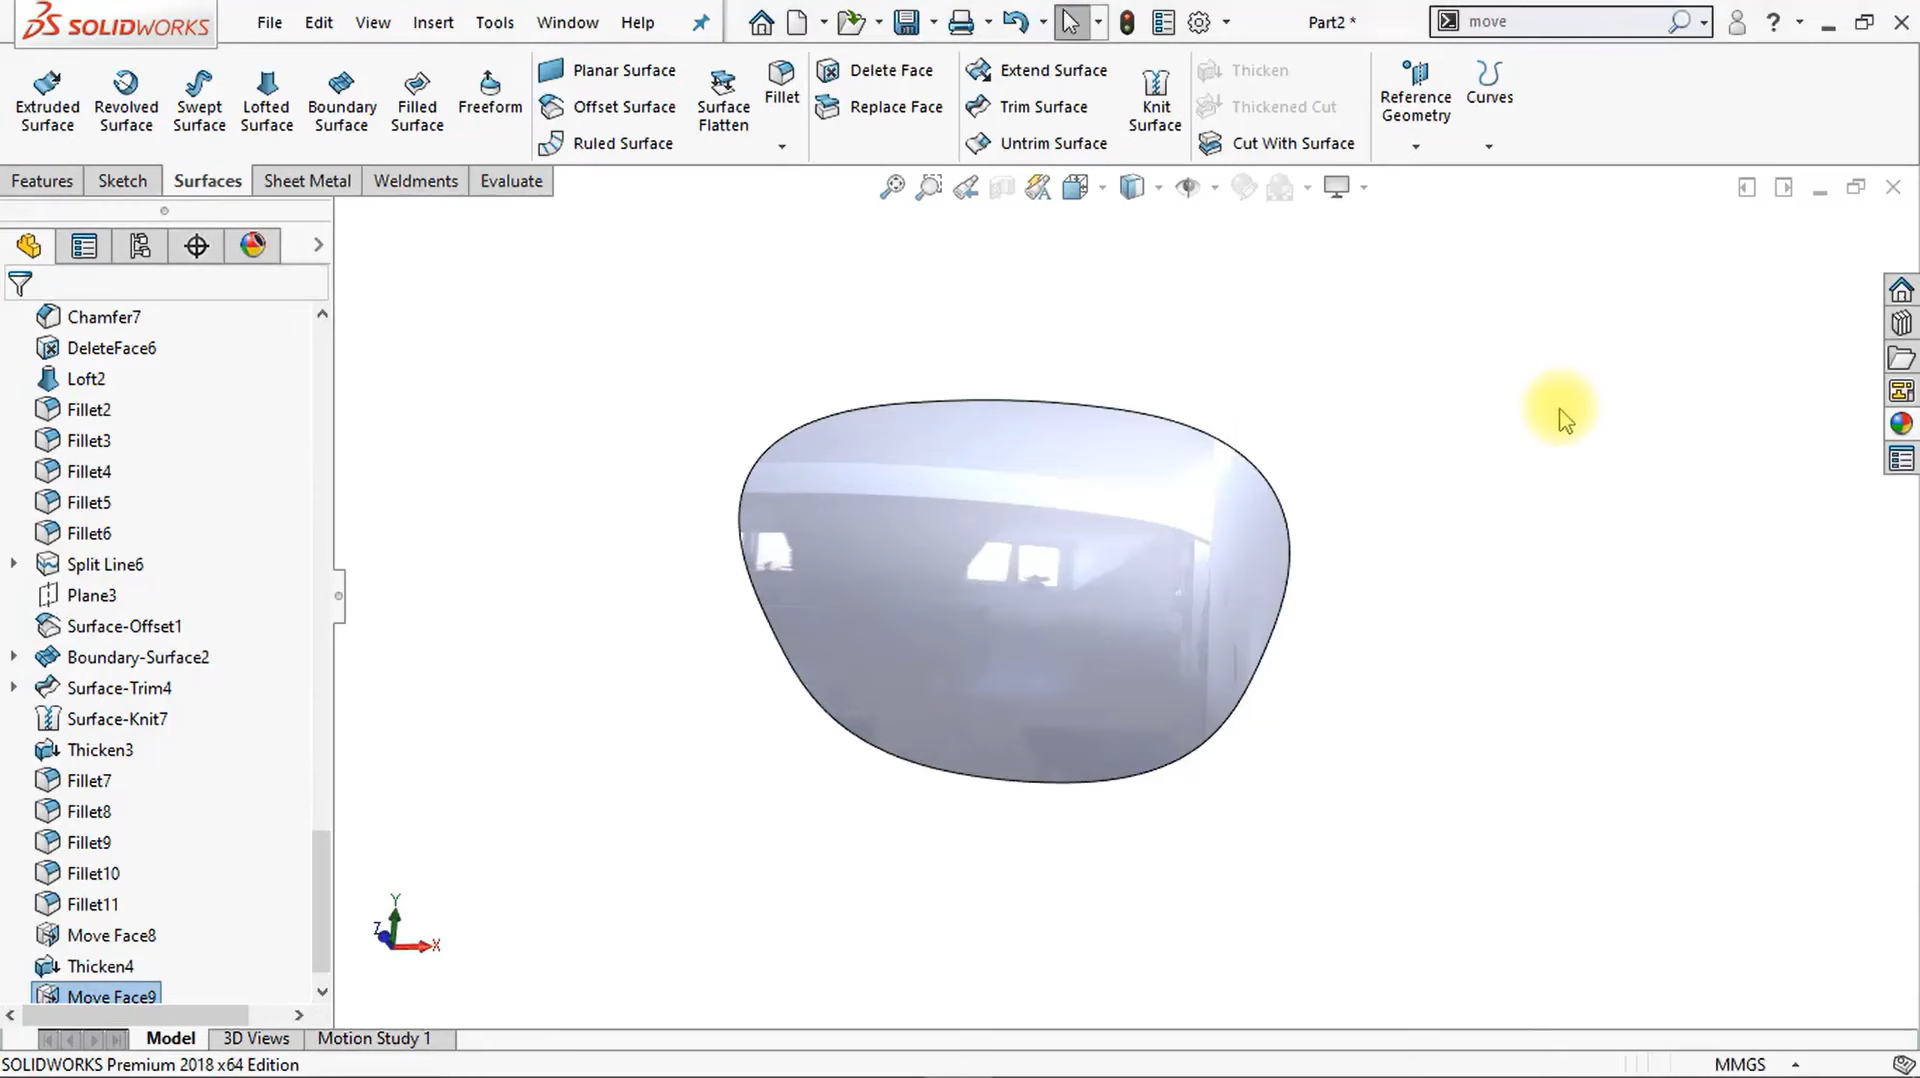 SOLIDWORKS File Edit View Insert Tools Window Help Part2 * move ?
Extruded Surface
Revolved Surface
Swept Surface
Lofted Surface
Boundary Surface
Filled Surface
Freeform
Planar Surface
Offset Surface
Ruled Surface
Surface Flatten
Fillet
Delete Face
Replace Face
Extend Surface
Trim Surface
Untrim Surface
Knit Surface
Thicken
Thickened Cut
Cut With Surface
Reference Geometry
Curves
Features Sketch Surfaces Sheet Metal Weldments Evaluate
Chamfer7
DeleteFace6
Loft2
Fillet2
Fillet3
Fillet4
Fillet5
Fillet6
Split Line6
Plane3
Surface-Offset1
Boundary-Surface2
Surface-Trim4
Surface-Knit7
Thicken3
Fillet7
Fillet8
Fillet9
Fillet10
Fillet11
Move Face8
Thicken4
Move Face9
Y
Z
X
Model 3D Views Motion Study 1
SOLIDWORKS Premium 2018 x64 Edition MMGS